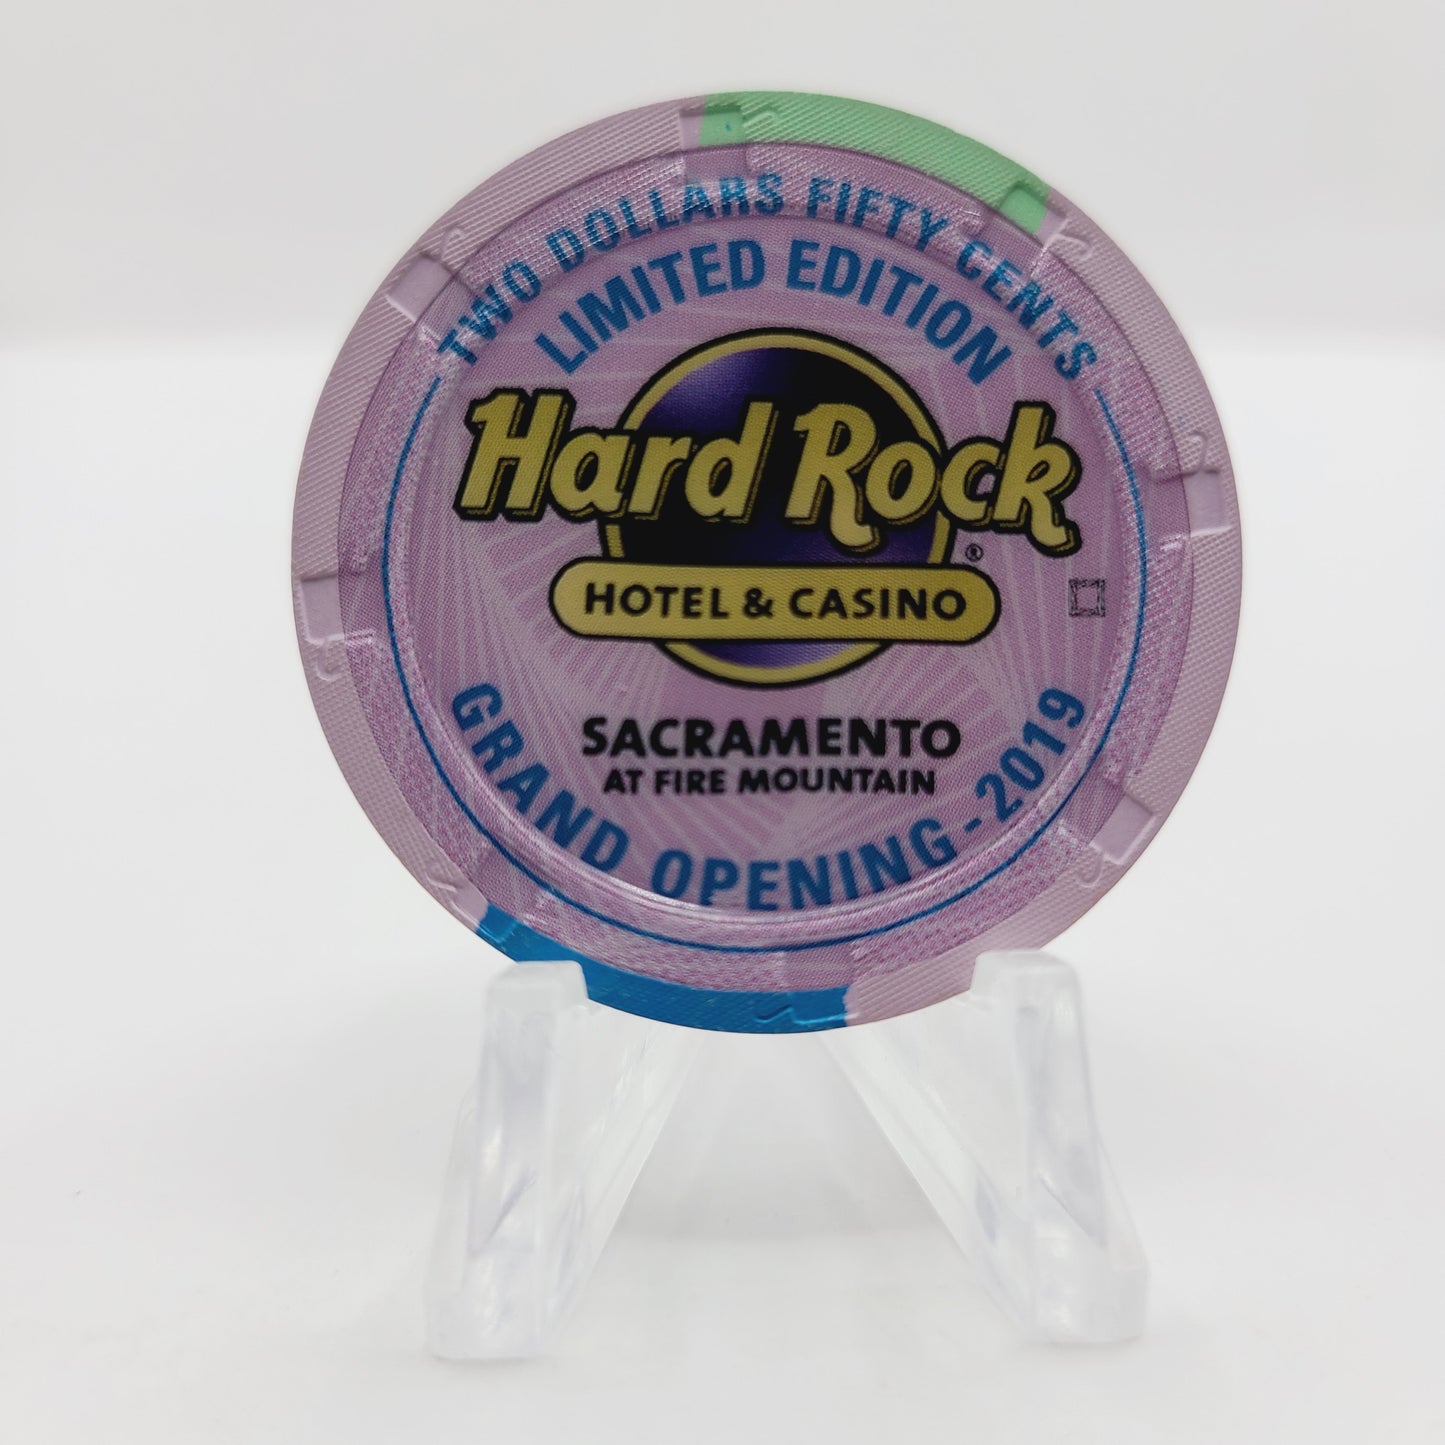 TWO DOLLARS FIFTY CENTS
LIMITED EDITION
Hard Rock
®
HOTEL & CASINO
SACRAMENTO
AT FIRE MOUNTAIN
GRAND OPENING - 2019